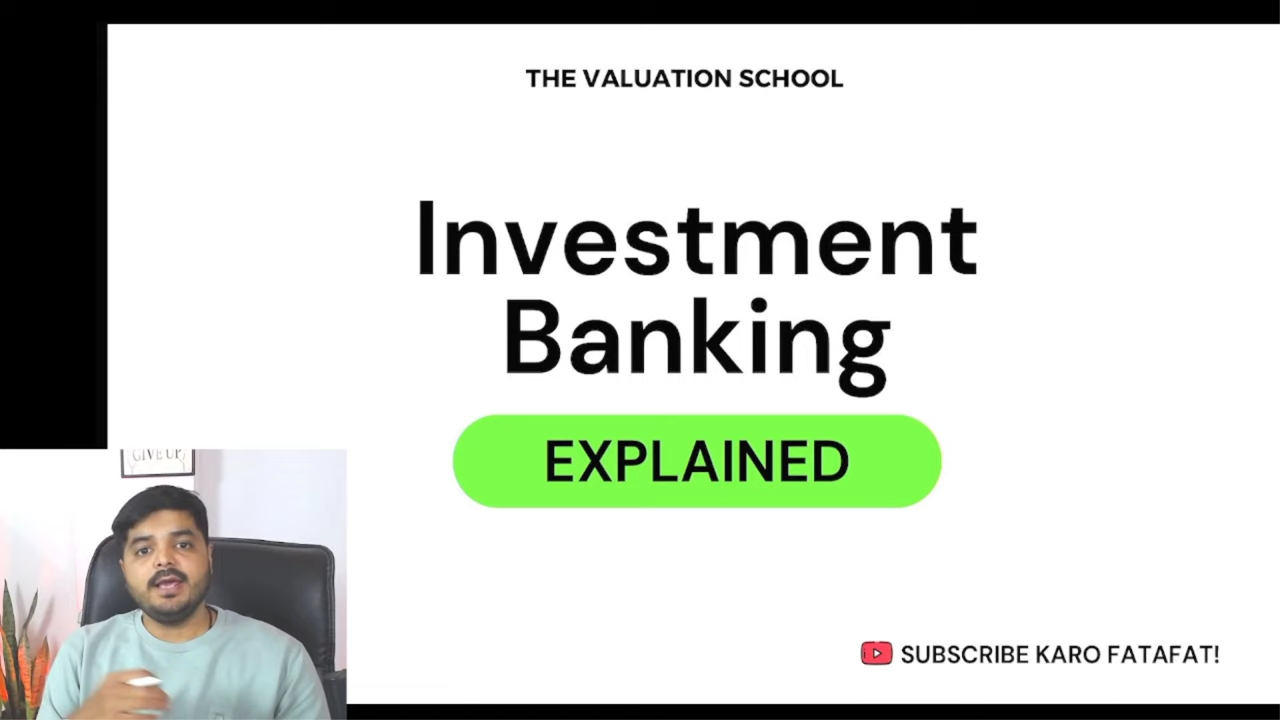 THE VALUATION SCHOOL
Investment
Banking
EXPLAINED
GIVE UP
SUBSCRIBE KARO FATAFAT!